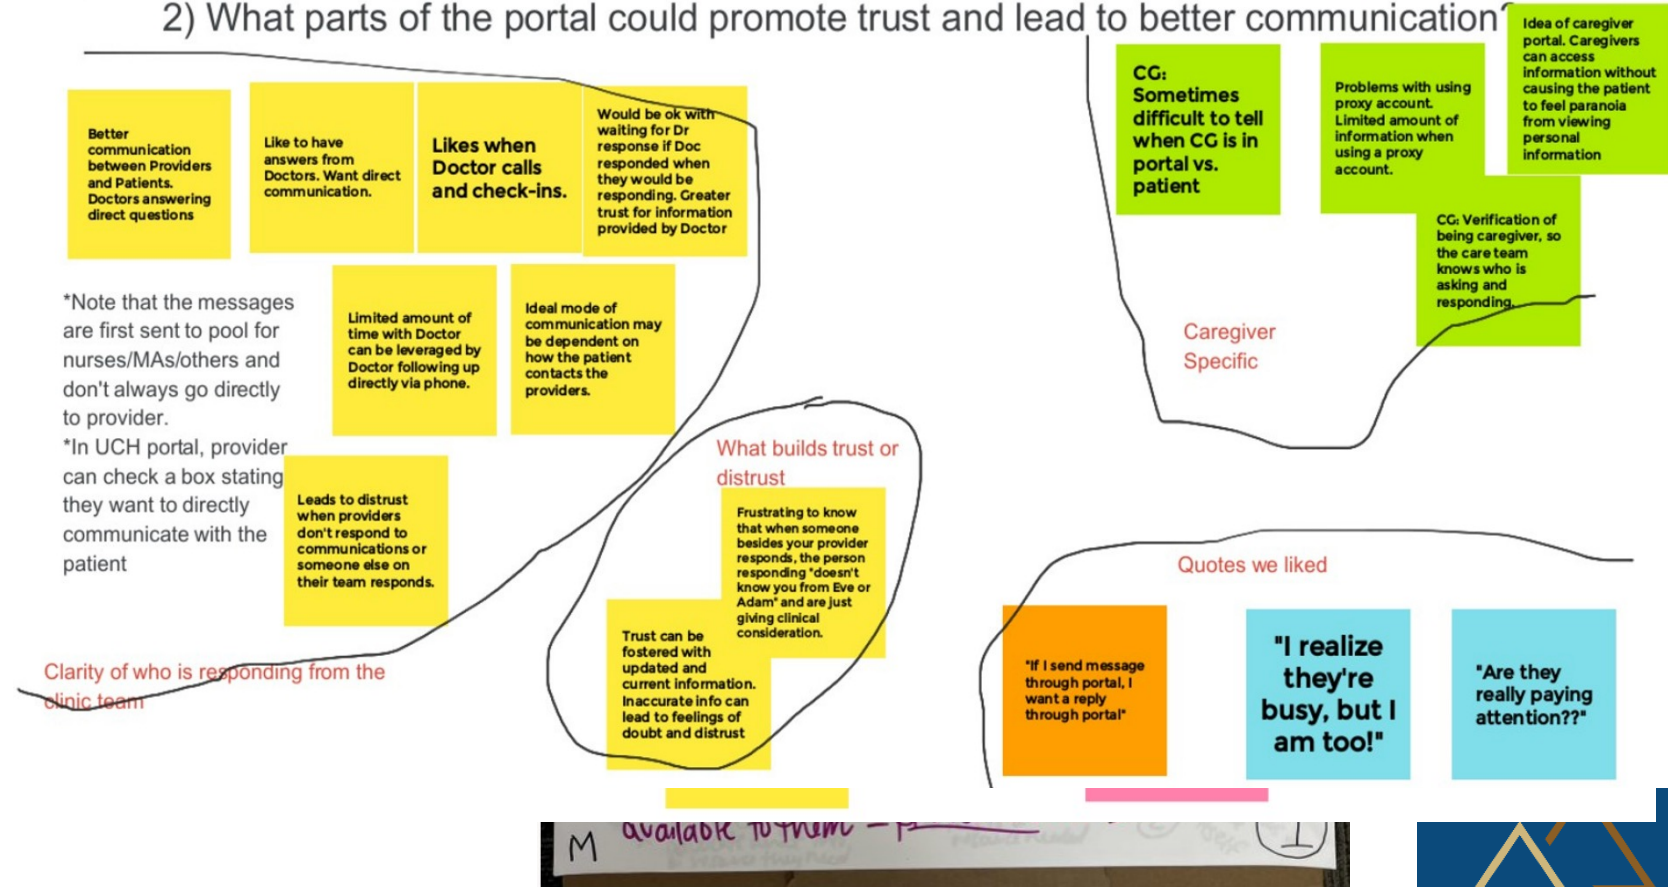 2) What parts of the portal could promote trust and lead to better communication?
Better
communication
between Providers
and Patients.
Doctors answering
direct questions
Like to have
answers from
Doctors. Want direct
communication.
Likes when
Doctor calls
and check-ins.
Would be ok with
waiting for Dr
response if Doc
responded when
they would be
responding. Greater
trust for information
provided by Doctor
*Note that the messages
are first sent to pool for
nurses/MAs/others and
don't always go directly
to provider.
*In UCH portal, provider
can check a box stating
they want to directly
communicate with the
patient
Limited amount of
time with Doctor
can be leveraged by
Doctor following up
directly via phone.
Ideal mode of
communication may
be dependent on
how the patient
contacts the
providers.
Leads to distrust
when providers
don't respond to
communications or
someone else on
their team responds.
Clarity of who is responding from the
clinic team
What builds trust or
distrust
Frustrating to know
that when someone
besides your provider
responds, the person
responding "doesn't
know you from Eve or
Adam" and are just
giving clinical
consideration.
Trust can be
fostered with
updated and
current information.
Inaccurate info can
lead to feelings of
doubt and distrust
CG:
Sometimes
difficult to tell
when CG is in
portal vs.
patient
Problems with using
proxy account.
Limited amount of
information when
using a proxy
account.
Idea of caregiver
portal. Caregivers
can access
information without
causing the patient
to feel paranoia
from viewing
personal
information
CG: Verification of
being caregiver, so
the care team
knows who is
asking and
responding.
Caregiver
Specific
Quotes we liked
"If I send message
through portal, I
want a reply
through portal"
"I realize
they're
busy, but I
am too!"
"Are they
really paying
attention??"
available to them –
M
I